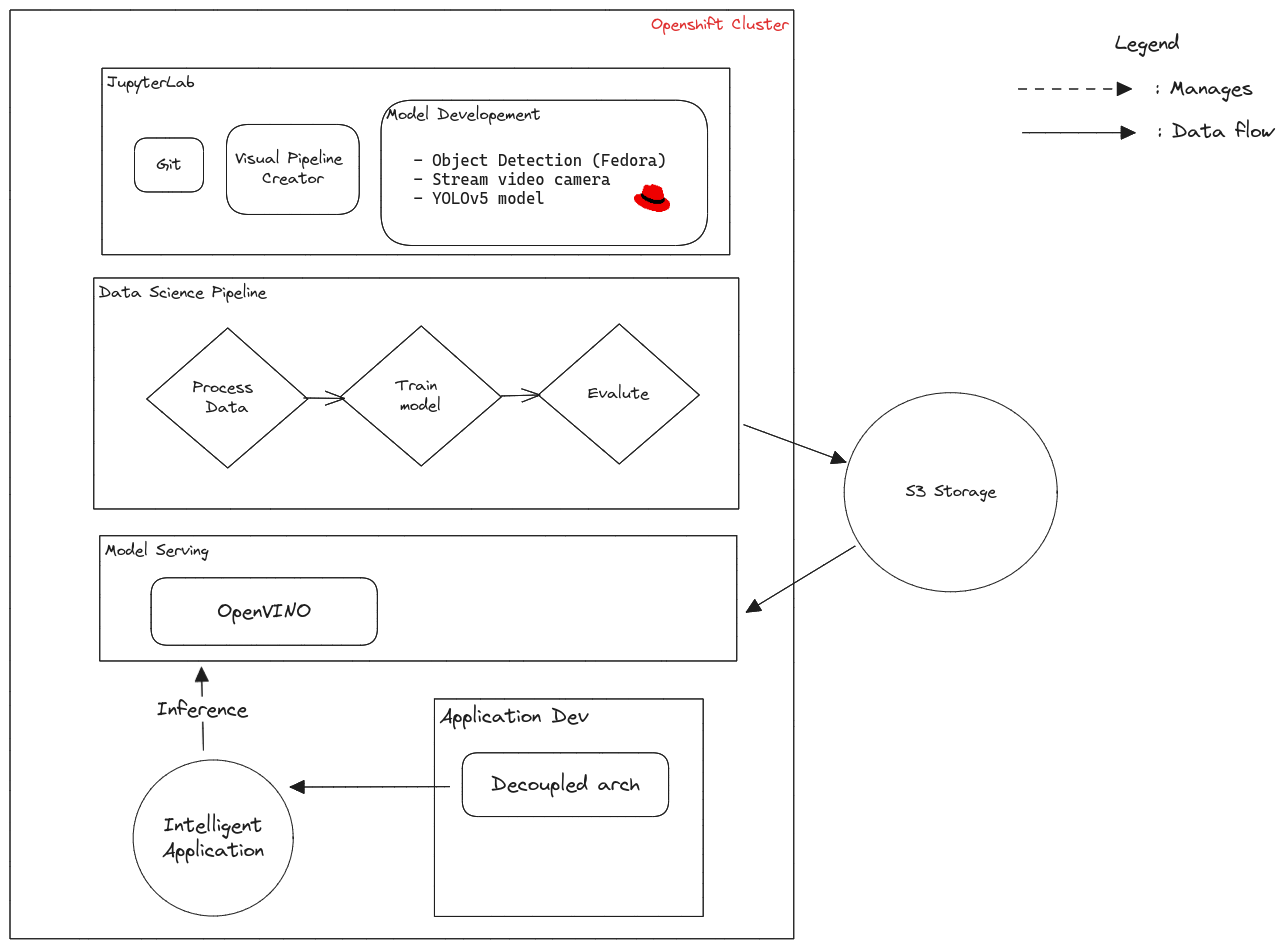 Openshift Cluster
Legend
: Manages
: Data flow
JupyterLab
Git
Visual Pipeline
Creator
Model Developement
- Object Detection (Fedora)
- Stream video camera
- YOLOv5 model
Data Science Pipeline
Process
Data
Train
model
Evalute
S3 Storage
Model Serving
OpenVINO
Inference
Application Dev
Decoupled arch
Intelligent
Application